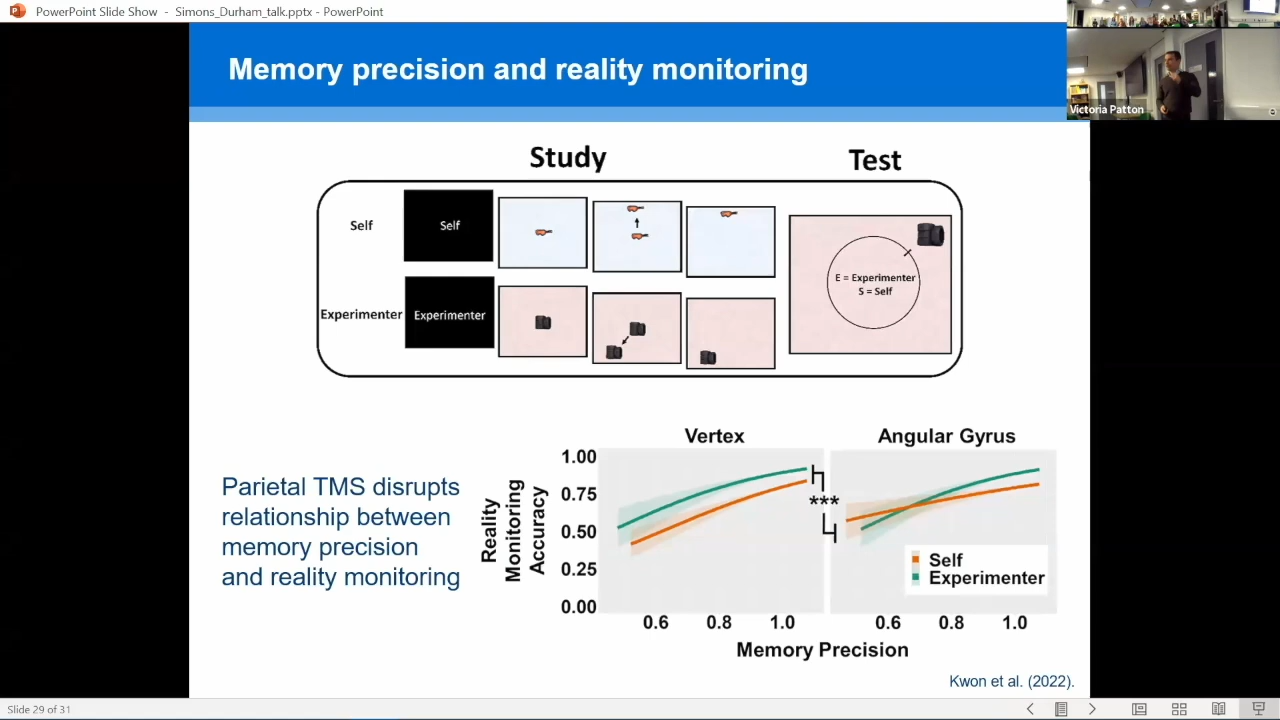 PowerPoint Slide Show - Simons_Durham_talk.pptx - PowerPoint
Memory precision and reality monitoring
Victoria Patton
Study
Test
Self
Self
Experimenter
Experimenter
E = Experimenter
S = Self
Parietal TMS disrupts
relationship between
memory precision
and reality monitoring
Vertex
Angular Gyrus
Reality
Monitoring
Accuracy
1.00
0.75
0.50
0.25
0.00
***
Self
Experimenter
0.6 0.8 1.0
0.6 0.8 1.0
Memory Precision
Kwon et al. (2022).
Slide 29 of 31